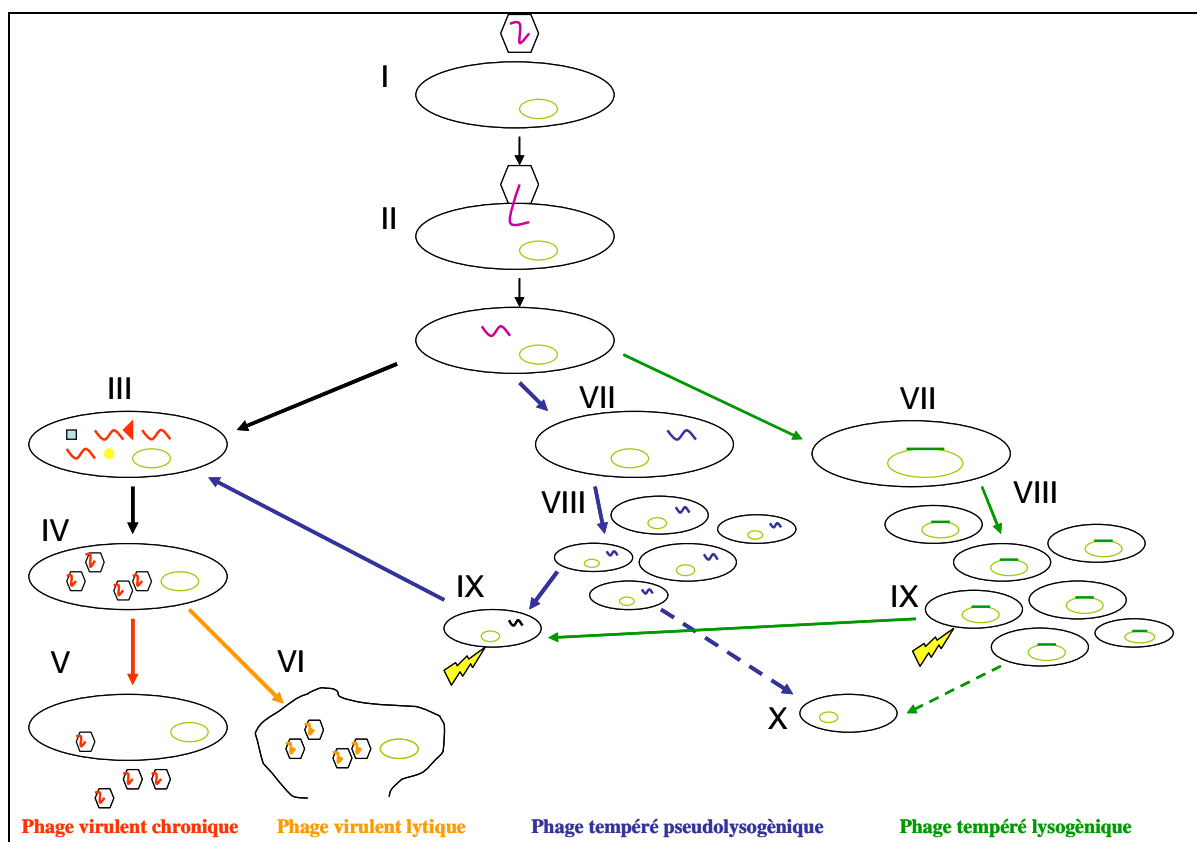 I
II
III
VII
VII
VIII
VIII
IV
IX
IX
V
VI
X
Phage virulent chronique
Phage virulent lytique
Phage tempéré pseudolysogènique
Phage tempéré lysogènique